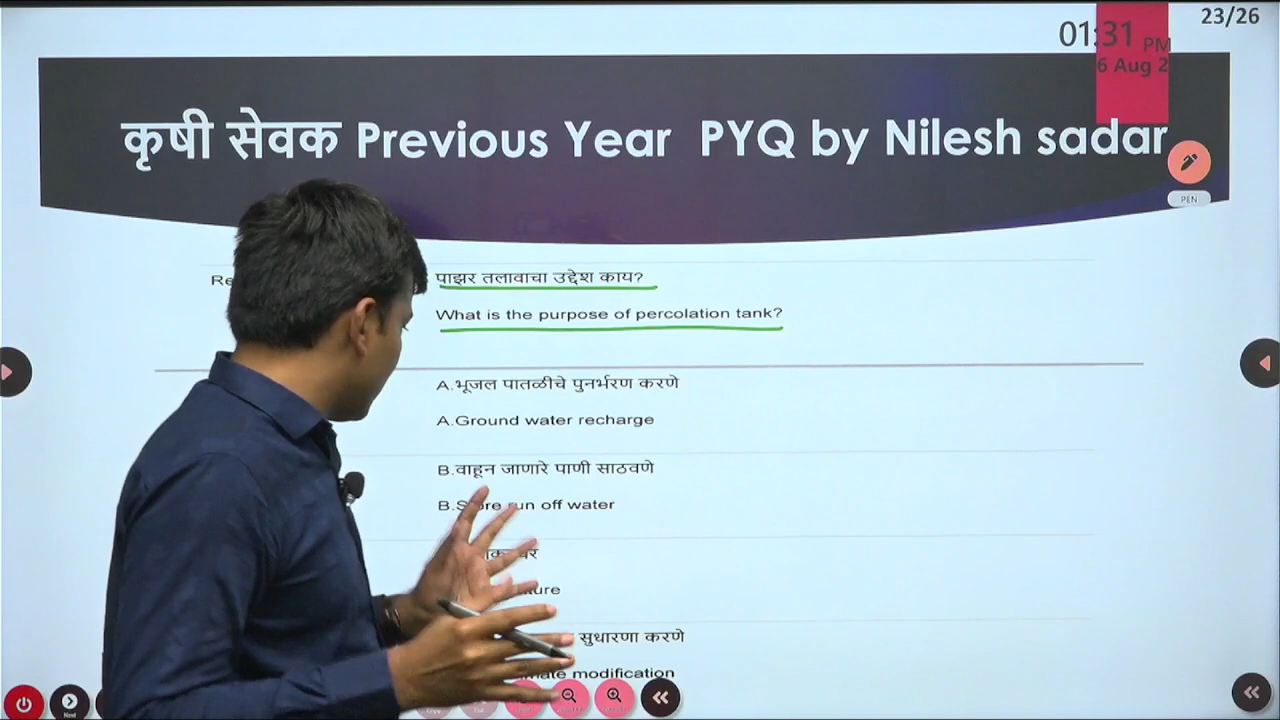 23/26
01:31 PM
6 Aug 2
कृषी सेवक Previous Year PYQ by Nilesh sadar
PEN
पाझर तलावाचा उद्देश काय?
What is the purpose of percolation tank?
A.भूजल पातळीचे पुनर्भरण करणे
A.Ground water recharge
B.वाहून जाणारे पाणी साठवणे
B. off water
सुधारणा करणे
modification
Next